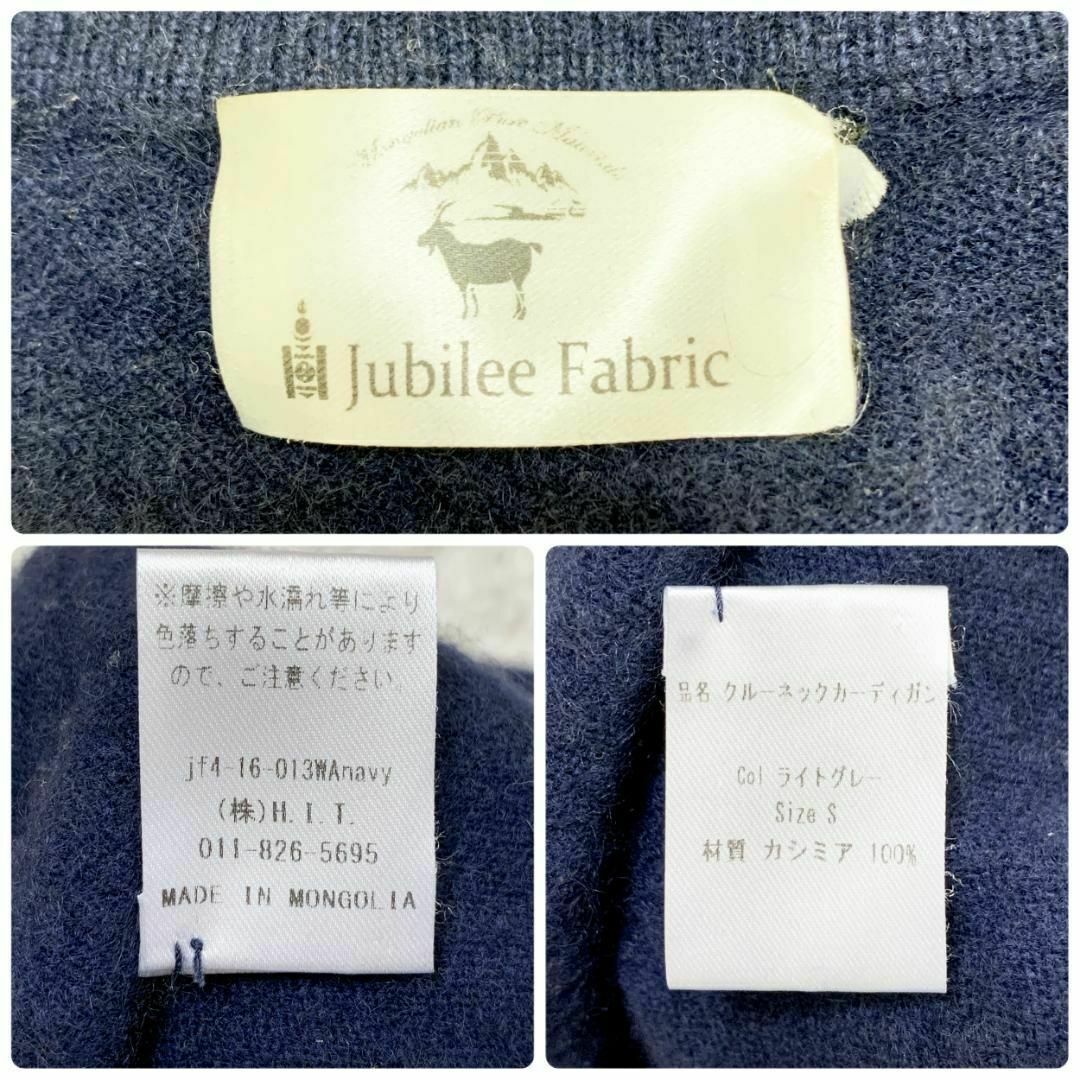 Mongolian Pure Materials
Jubilee Fabric
※摩擦や水濡れ等により
色落ちすることがあります
ので、ご注意ください。
jf4-16-013WAnavy
(株)H.I.T.
011-826-5695
MADE IN MONGOLIA
品名 クルーネックカーディガン
Col ライトグレー
Size S
材質 カシミア 100%